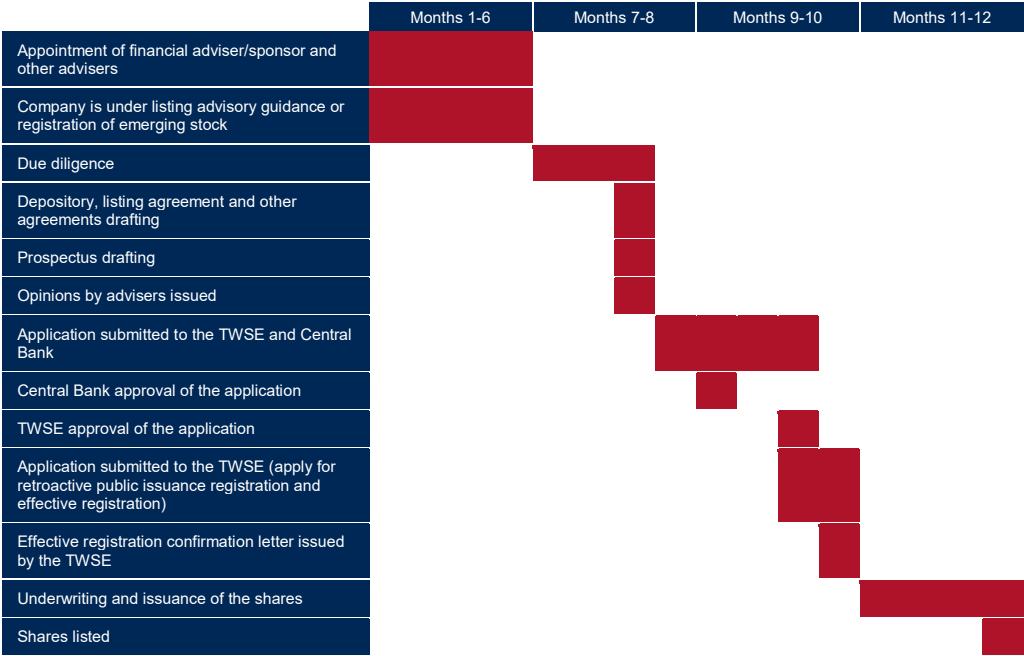 Months 1-6
Months 7-8
Months 9-10
Months 11-12
Appointment of financial adviser/sponsor and
other advisers
Company is under listing advisory guidance or
registration of emerging stock
Due diligence
Depository, listing agreement and other
agreements drafting
Prospectus drafting
Opinions by advisers issued
Application submitted to the TWSE and Central
Bank
Central Bank approval of the application
TWSE approval of the application
Application submitted to the TWSE (apply for
retroactive public issuance registration and
effective registration)
Effective registration confirmation letter issued
by the TWSE
Underwriting and issuance of the shares
Shares listed